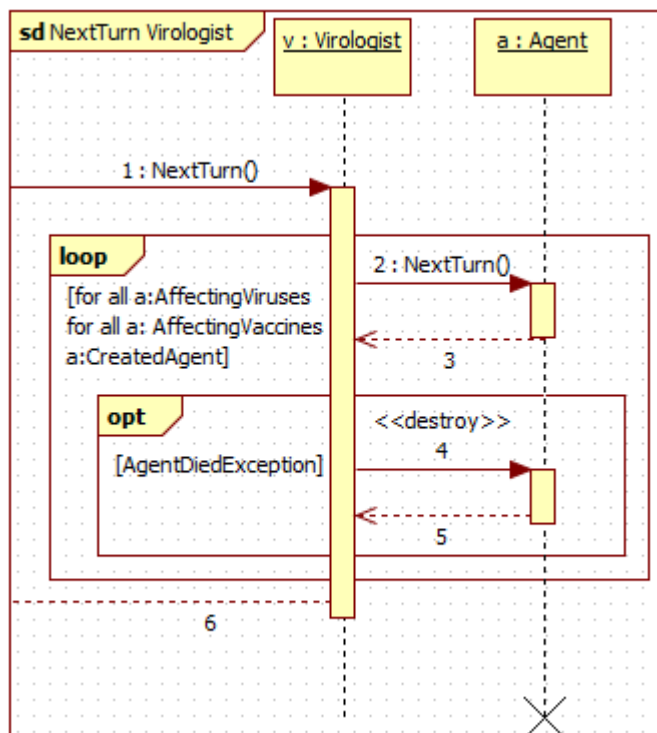 sd NextTurn Virologist
v : Virologist
a : Agent
1 : NextTurn()
loop
2 : NextTurn()
[for all a:AffectingViruses
for all a: AffectingVaccines
a:CreatedAgent]
3
opt
<<destroy>>
4
[AgentDiedException]
5
6